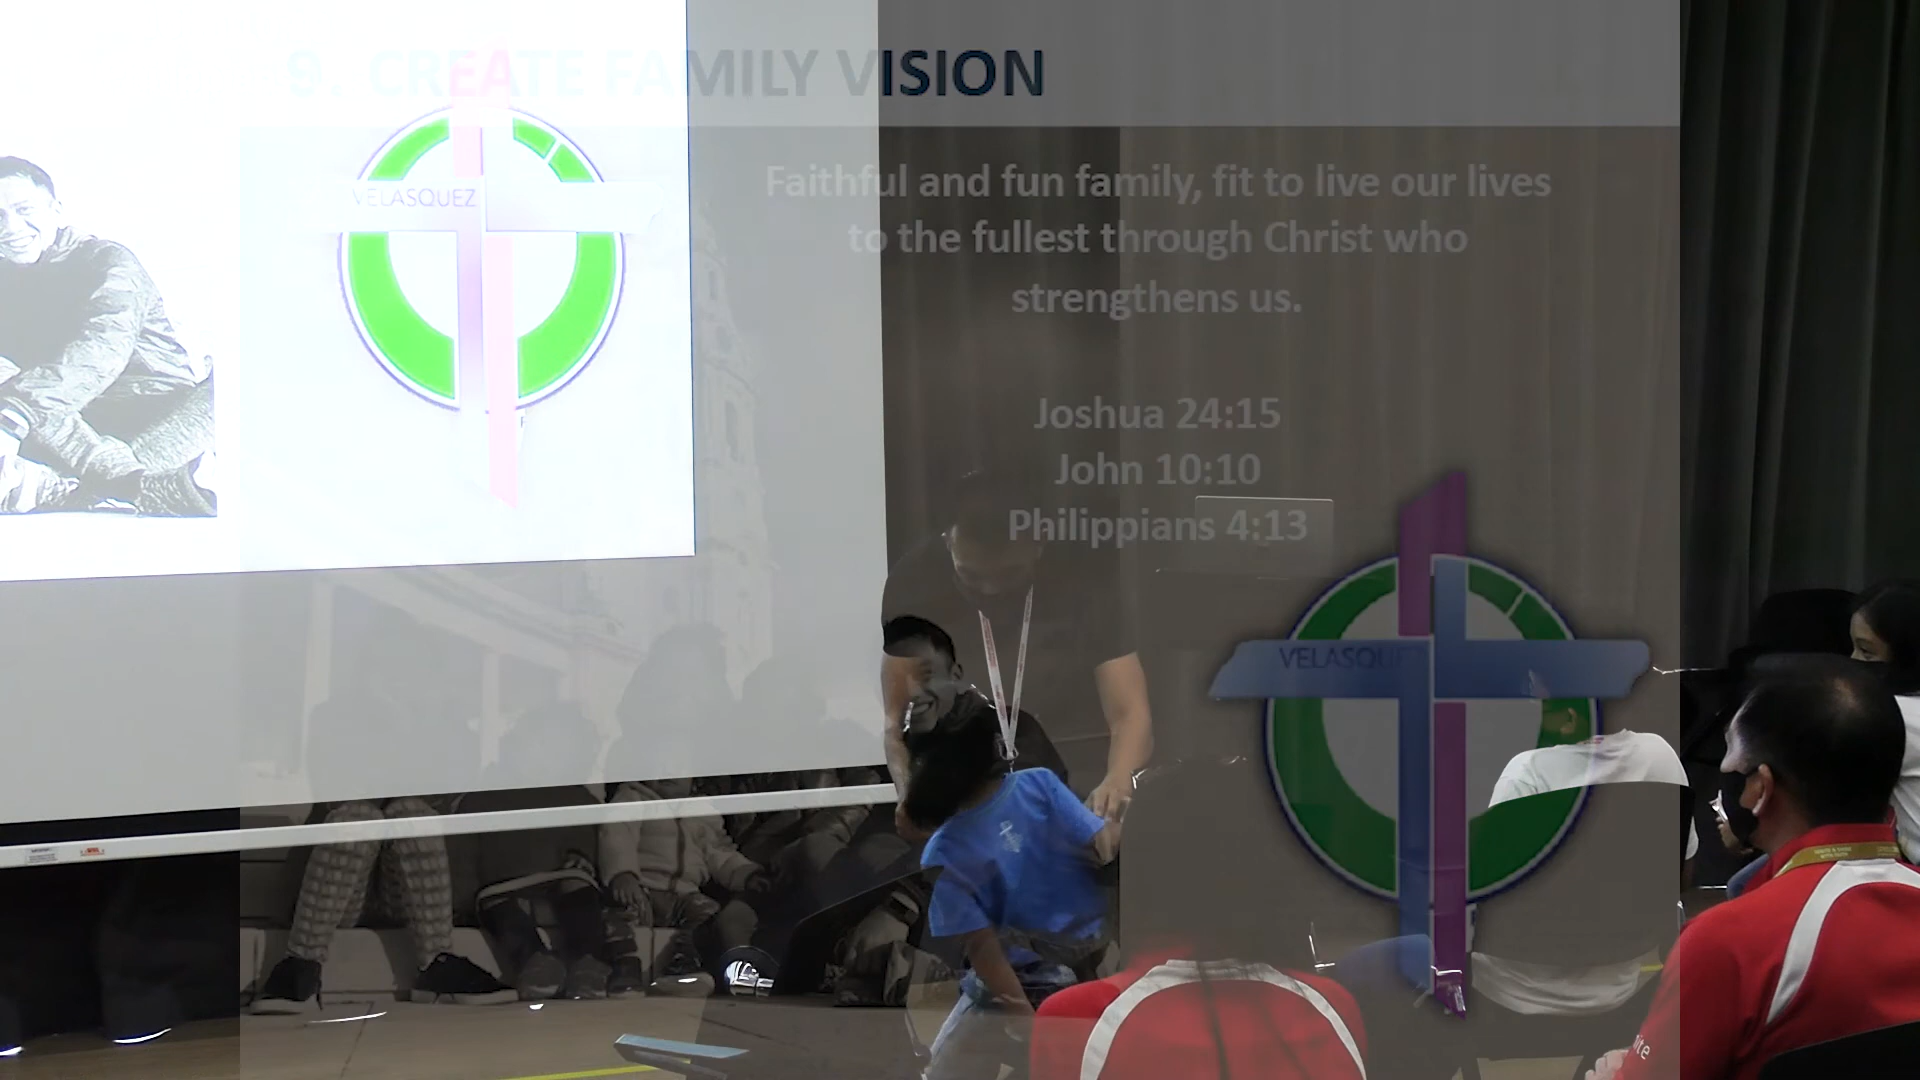 9. CREATE FAMILY VISION
VELASQUEZ
Faithful and fun family, fit to live our lives
to the fullest through Christ who
strengthens us.
Joshua 24:15
John 10:10
Philippians 4:13
VELASQUEZ